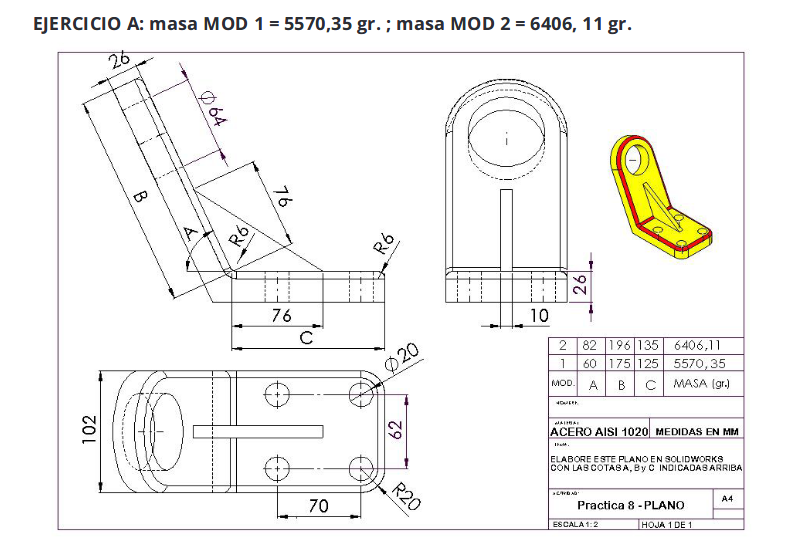 EJERCICIO A: masa MOD 1 = 5570,35 gr. ; masa MOD 2 = 6406, 11 gr.
26
Ø 64
B
76
A
R6
R6
76
C
26
10
2 82 196 135 6406,11
1 60 175 125 5570,35
MOD. A B C MASA (gr.)
Ø20
102
62
70
R20
ACERO AISI 1020 MEDIDAS EN MM
ELABORE ESTE PLANO EN SOLIDWORKS
CON LAS COTAS A, B y C INDICADAS ARRIBA
Practica 8 - PLANO A4
ESCALA 1: 2 HOJA 1 DE 1